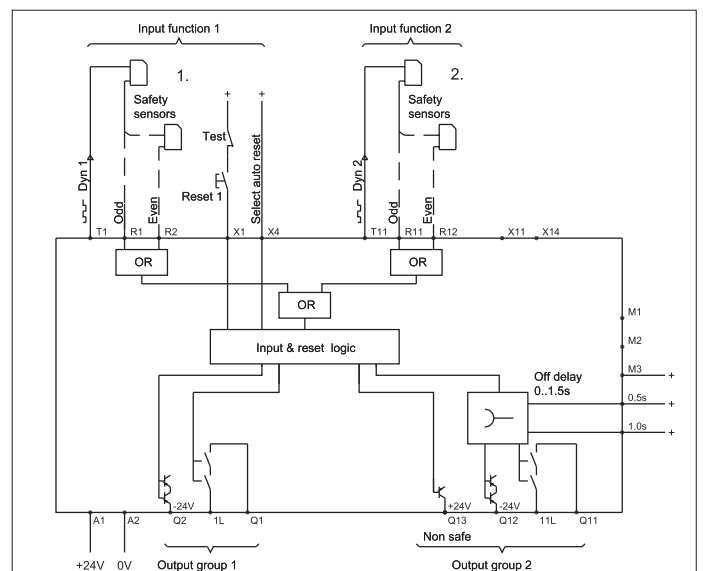 Input function 1
Input function 2
1.
2.
Safety
sensors
Safety
sensors
+
+
Test
Reset 1
Select auto reset
Dyn 1
Odd
Even
Dyn 2
Odd
Even
T1
R1
R2
X1
X4
T11
R11
R12
X11
X14
OR
OR
OR
Input & reset logic
M1
M2
M3
+
Off delay
0..1.5s
0.5s
+
1.0s
+
-24V
+24V
-24V
A1
A2
Q2
1L
Q1
Q13
Q12
11L
Q11
Non safe
+24V
0V
Output group 1
Output group 2